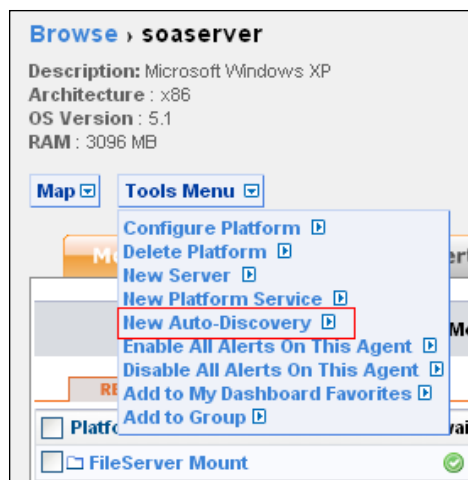 Browse › soaserver
Description: Microsoft Windows XP
Architecture : x86
OS Version : 5.1
RAM : 3096 MB
Map Tools Menu
Configure Platform
Delete Platform
New Server
New Platform Service
New Auto-Discovery
Enable All Alerts On This Agent
Disable All Alerts On This Agent
Add to My Dashboard Favorites
Add to Group
FileServer Mount